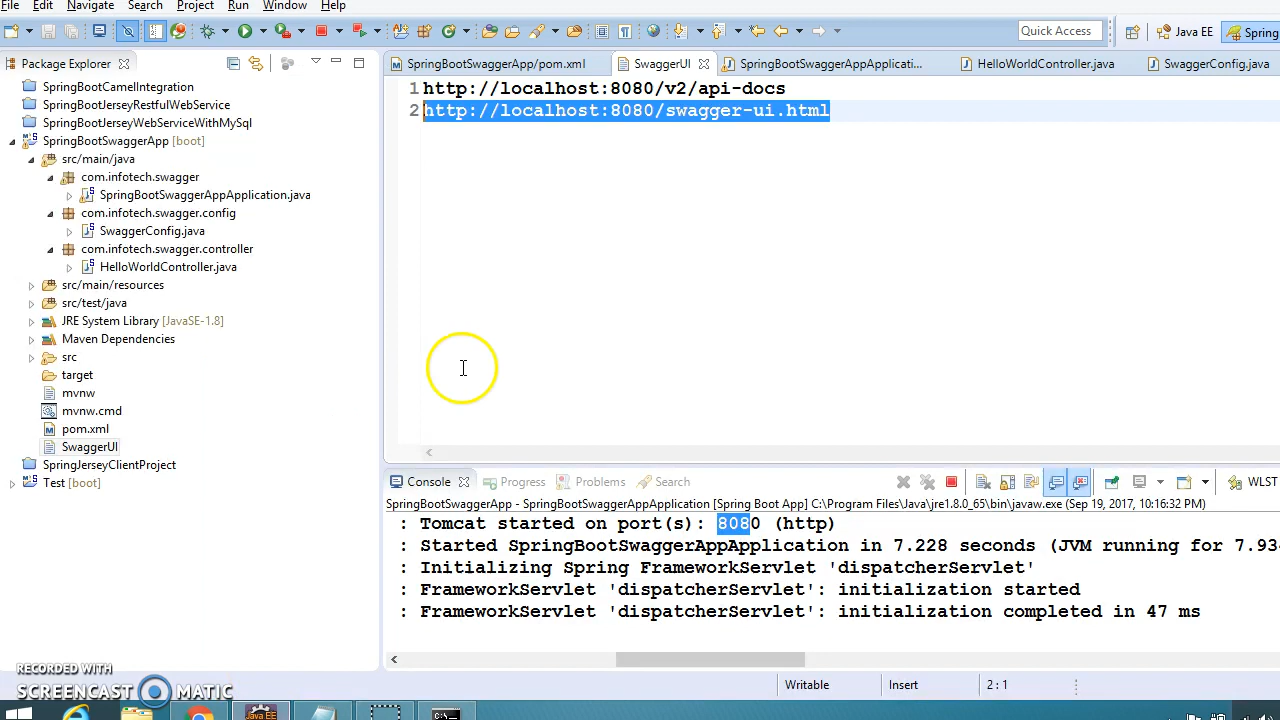 File Edit Navigate Search Project Run Window Help
Quick Access
Java EE
Spring
Package Explorer
SpringBootSwaggerApp/pom.xml
SwaggerUI
SpringBootSwaggerAppApplicati...
HelloWorldController.java
SwaggerConfig.java
SpringBootCamelIntegration
SpringBootJerseyRestfulWebService
SpringBootJerseyWebServiceWithMySql
SpringBootSwaggerApp [boot]
src/main/java
com.infotech.swagger
SpringBootSwaggerAppApplication.java
com.infotech.swagger.config
SwaggerConfig.java
com.infotech.swagger.controller
HelloWorldController.java
src/main/resources
src/test/java
JRE System Library [JavaSE-1.8]
Maven Dependencies
src
target
mvnw
mvnw.cmd
pom.xml
SwaggerUI
SpringJerseyClientProject
Test [boot]
1 http://localhost:8080/v2/api-docs
2 http://localhost:8080/swagger-ui.html
Console Progress Problems Search
WLST
SpringBootSwaggerApp - SpringBootSwaggerAppApplication [Spring Boot App] C:\Program Files\Java\jre1.8.0_65\bin\javaw.exe (Sep 19, 2017, 10:16:32 PM)
: Tomcat started on port(s): 8080 (http)
: Started SpringBootSwaggerAppApplication in 7.228 seconds (JVM running for 7.93
: Initializing Spring FrameworkServlet 'dispatcherServlet'
: FrameworkServlet 'dispatcherServlet': initialization started
: FrameworkServlet 'dispatcherServlet': initialization completed in 47 ms
Writable
Insert
2 : 1
RECORDED WITH
SCREENCAST MATIC
Java EE